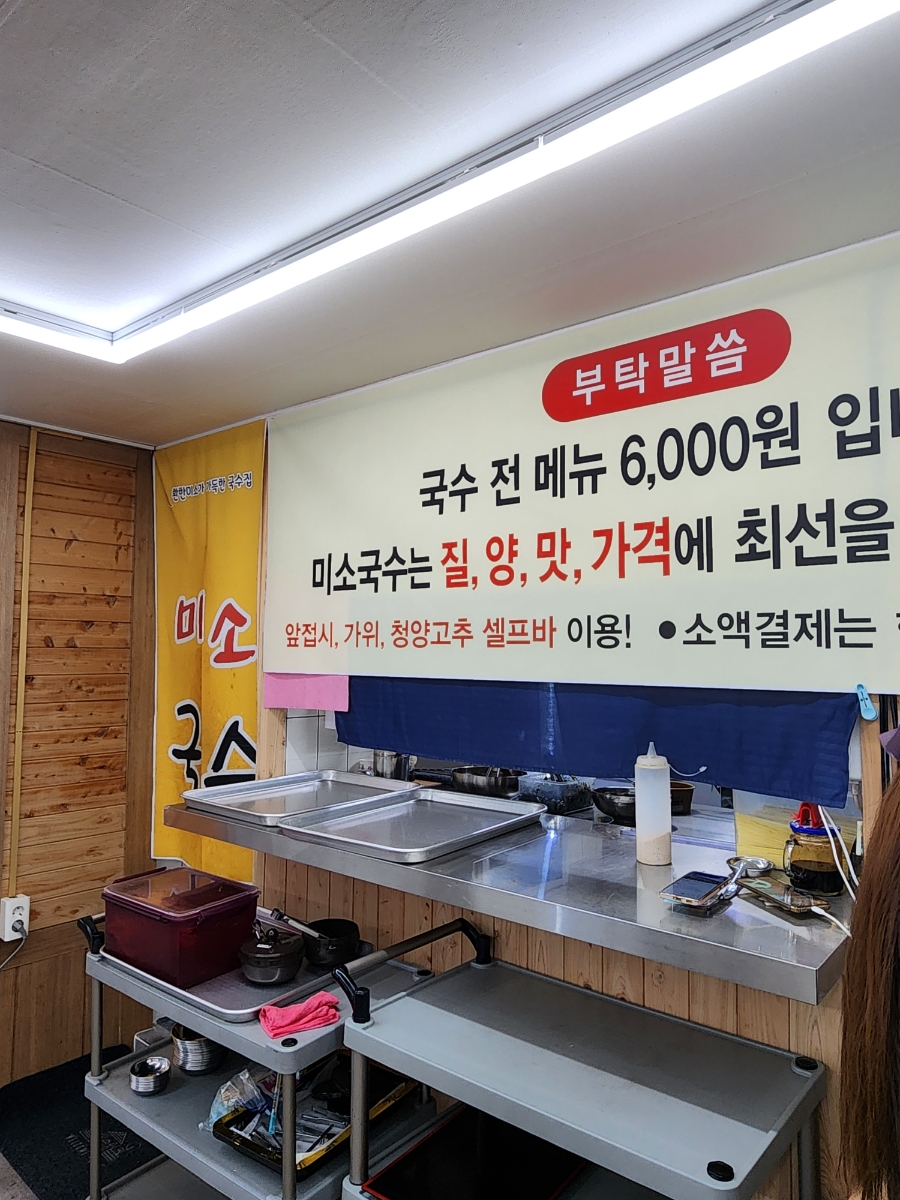 부탁말씀
국수 전 메뉴 6,000원 입
미소국수는 질, 양, 맛, 가격에 최선을
앞접시, 가위, 청양고추 셀프바 이용! ●소액결제는
환한미소가 가득한 국수집
미소
국수